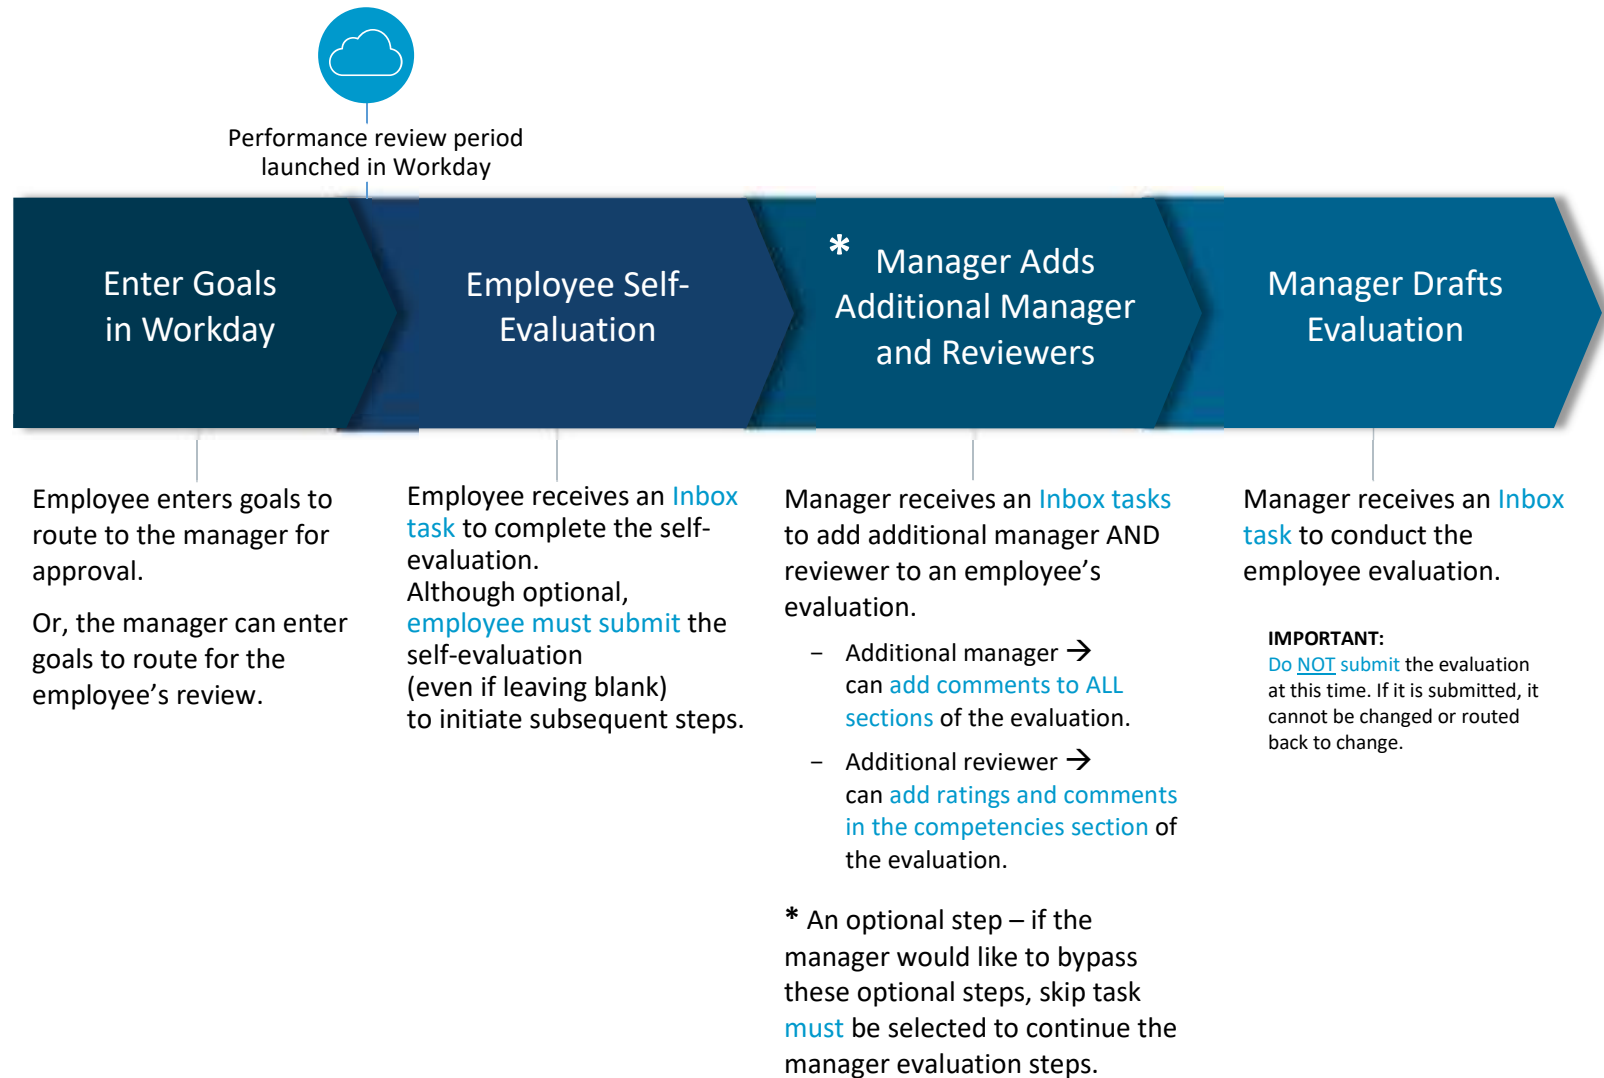 Performance review period
launched in Workday
Enter Goals
in Workday
Employee Self-
Evaluation
* Manager Adds
Additional Manager
and Reviewers
Manager Drafts
Evaluation
Employee enters goals to
route to the manager for
approval.
Or, the manager can enter
goals to route for the
employee’s review.
Employee receives an Inbox
task to complete the self-
evaluation.
Although optional,
employee must submit the
self-evaluation
(even if leaving blank)
to initiate subsequent steps.
Manager receives an Inbox tasks
to add additional manager AND
reviewer to an employee’s
evaluation.
− Additional manager →
can add comments to ALL
sections of the evaluation.
− Additional reviewer →
can add ratings and comments
in the competencies section of
the evaluation.
* An optional step – if the
manager would like to bypass
these optional steps, skip task
must be selected to continue the
manager evaluation steps.
Manager receives an Inbox
task to conduct the
employee evaluation.
IMPORTANT:
Do NOT submit the evaluation
at this time. If it is submitted, it
cannot be changed or routed
back to change.